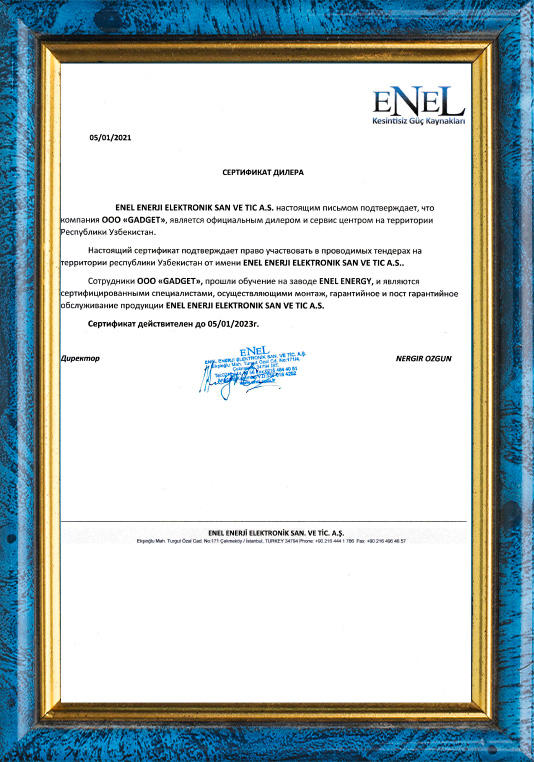 ENEL
Kesintisiz Güç Kaynakları
05/01/2021
СЕРТИФИКАТ ДИЛЕРА
ENEL ENERJI ELEKTRONIK SAN VE TIC A.S. настоящим письмом подтверждает, что
компания ООО «GADGET», является официальным дилером и сервис центром на территории
Республики Узбекистан.
Настоящий сертификат подтверждает право участвовать в проводимых тендерах на
территории республики Узбекистан от имени ENEL ENERJI ELEKTRONIK SAN VE TIC A.S..
Сотрудники ООО «GADGET», прошли обучение на заводе ENEL ENERGY, и являются
сертифицированными специалистами, осуществляющими монтаж, гарантийное и пост гарантийное
обслуживание продукции ENEL ENERJI ELEKTRONIK SAN VE TIC A.S.
Сертификат действителен до 05/01/2023г.
Директор
NERGIR OZGUN
ENEL
ENEL ENERJİ ELEKTRONİK SAN. VE TİC. A.Ş.
Ekşioğlu Mah. Turgut Özal Cd. No:171/4,
ENEL ENERJİ ELEKTRONİK SAN. VE TİC. A.Ş.
Ekşioğlu Mah. Turgut Özal Cad. No:171 Çekmeköy / Istanbul, TURKEY 34794 Phone: +90 216 444 1 786 Fax: +90 216 496 46 57